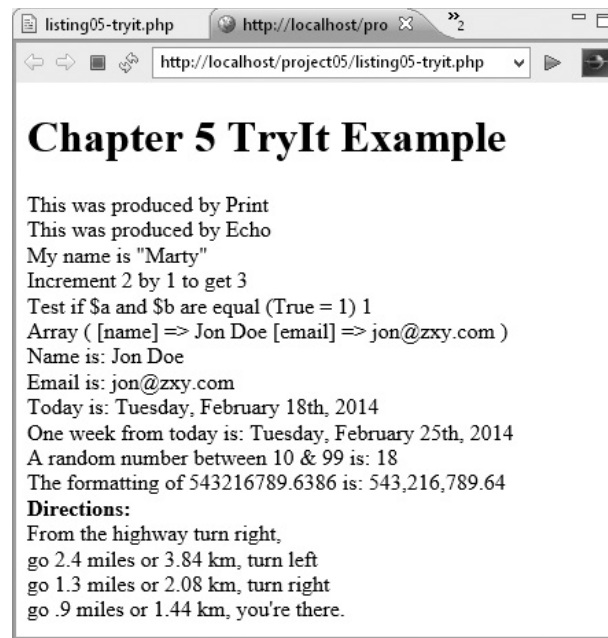 listing05-tryit.php
http://localhost/pro
»2
http://localhost/project05/listing05-tryit.php
Chapter 5 TryIt Example
This was produced by Print
This was produced by Echo
My name is "Marty"
Increment 2 by 1 to get 3
Test if $a and $b are equal (True = 1) 1
Array ( [name] => Jon Doe [email] => jon@zxy.com )
Name is: Jon Doe
Email is: jon@zxy.com
Today is: Tuesday, February 18th, 2014
One week from today is: Tuesday, February 25th, 2014
A random number between 10 & 99 is: 18
The formatting of 543216789.6386 is: 543,216,789.64
Directions:
From the highway turn right,
go 2.4 miles or 3.84 km, turn left
go 1.3 miles or 2.08 km, turn right
go .9 miles or 1.44 km, you're there.